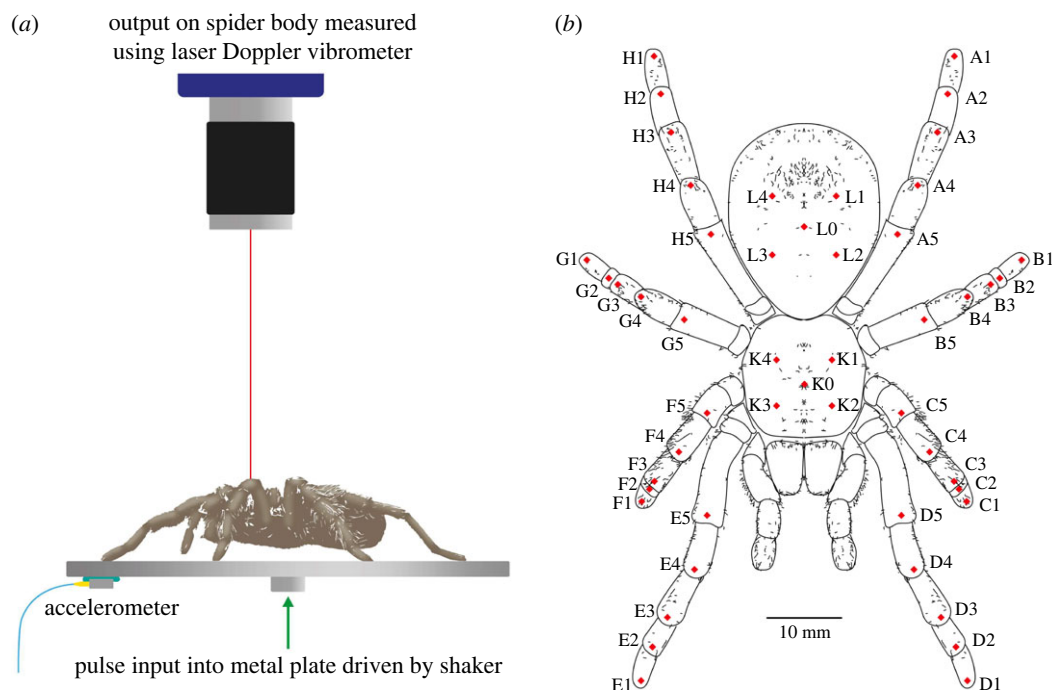 (a)
output on spider body measured
using laser Doppler vibrometer
accelerometer
pulse input into metal plate driven by shaker
(b)
H1
A1
H2
A2
H3
A3
H4
A4
L4
L1
L0
H5
A5
L3
L2
G1
B1
G2
B2
G3
B3
G4
B4
G5
B5
K4
K1
K0
F5
K3
K2
C5
F4
C4
F3
C3
F2
C2
F1
C1
E5
D5
E4
D4
E3
D3
10 mm
E2
D2
E1
D1